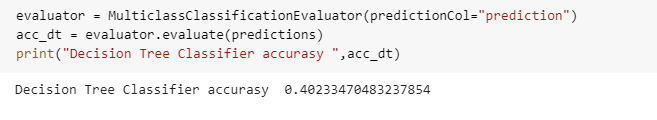 evaluator = MulticlassClassificationEvaluator(predictionCol="prediction")
acc_dt = evaluator.evaluate(predictions)
print("Decision Tree Classifier accurasy ",acc_dt)
Decision Tree Classifier accurasy  0.40233470483237854